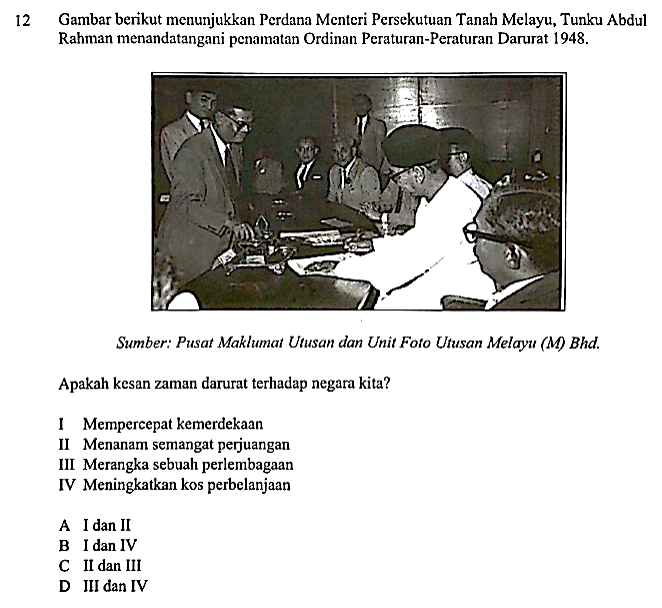 12 Gambar berikut menunjukkan Perdana Menteri Persekutuan Tanah Melayu, Tunku Abdul
Rahman menandatangani penamatan Ordinan Peraturan-Peraturan Darurat 1948.
Sumber: Pusat Maklumat Utusan dan Unit Foto Utusan Melayu (M) Bhd.
Apakah kesan zaman darurat terhadap negara kita?
I Mempercepat kemerdekaan
II Menanam semangat perjuangan
III Merangka sebuah perlembagaan
IV Meningkatkan kos perbelanjaan
A I dan II
B I dan IV
C II dan III
D III dan IV